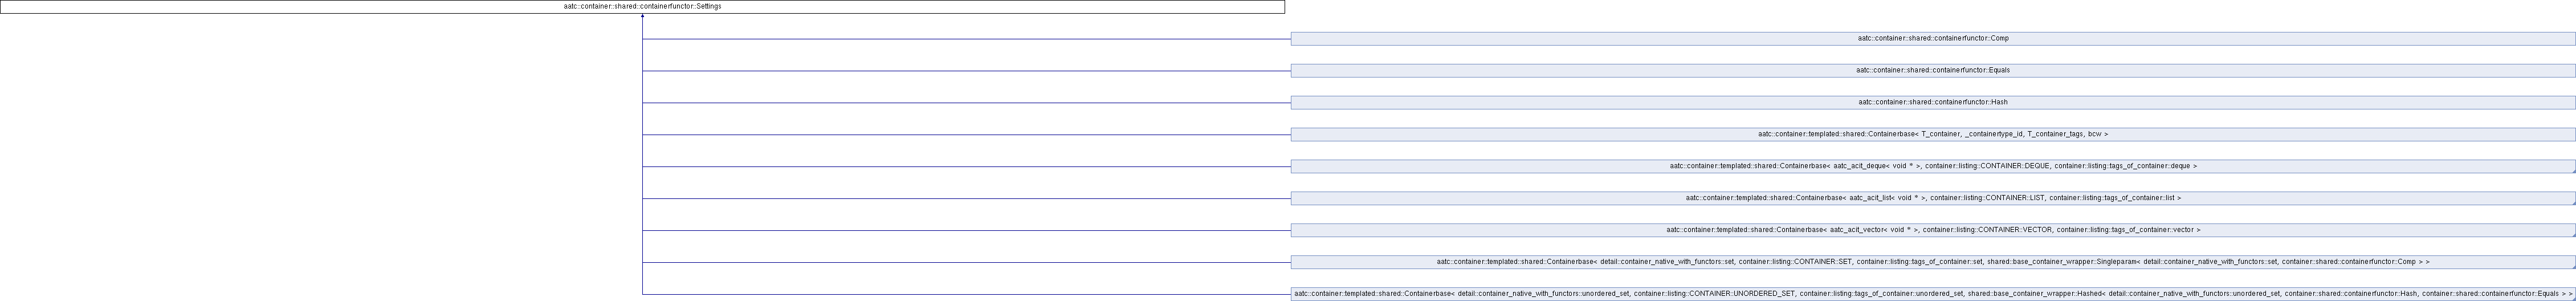 aatc::container::shared::containerfunctor::Settings
aatc::container::shared::containerfunctor::Comp
aatc::container::shared::containerfunctor::Equals
aatc::container::shared::containerfunctor::Hash
aatc::container::templated::shared::Containerbase< T_container, _containertype_id, T_container_tags, bcw >
aatc::container::templated::shared::Containerbase< aatc_acit_deque< void * >, container::listing::CONTAINER::DEQUE, container::listing::tags_of_container::deque >
aatc::container::templated::shared::Containerbase< aatc_acit_list< void * >, container::listing::CONTAINER::LIST, container::listing::tags_of_container::list >
aatc::container::templated::shared::Containerbase< aatc_acit_vector< void * >, container::listing::CONTAINER::VECTOR, container::listing::tags_of_container::vector >
aatc::container::templated::shared::Containerbase< detail::container_native_with_functors::set, container::listing::CONTAINER::SET, container::listing::tags_of_container::set, shared::base_container_wrapper::Singleparam< detail::container_native_with_functors::set, container::shared::containerfunctor::Comp > >
aatc::container::templated::shared::Containerbase< detail::container_native_with_functors::unordered_set, container::listing::CONTAINER::UNORDERED_SET, container::listing::tags_of_container::unordered_set, shared::base_container_wrapper::Hashed< detail::container_native_with_functors::unordered_set, container::shared::containerfunctor::Hash, container::shared::containerfunctor::Equals > >